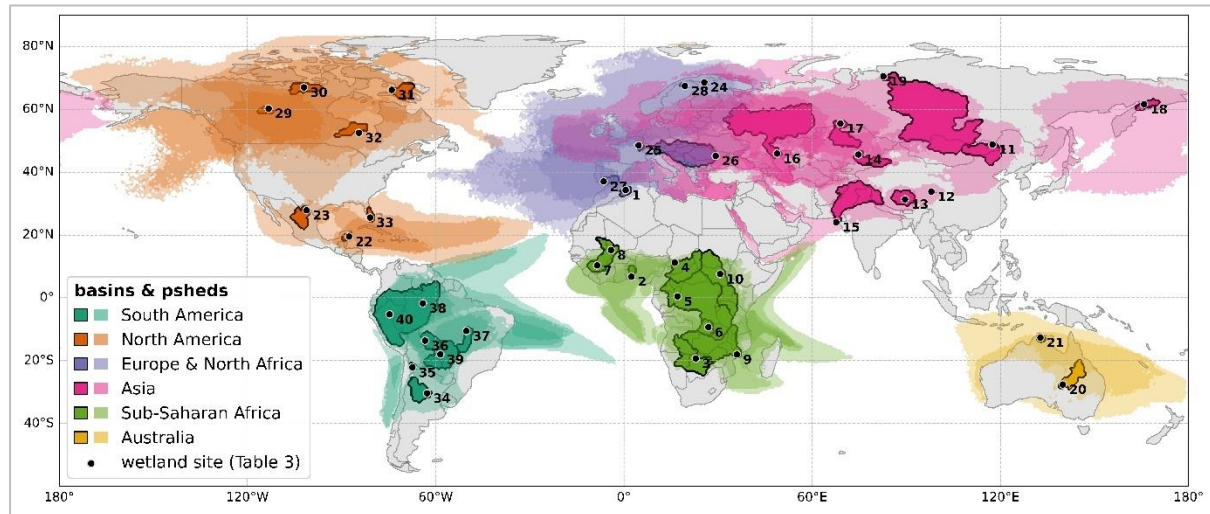 80°N
60°N
40°N
20°N
0°
20°S
40°S
30
31
29
32
23
33
22
28
24
19
18
25
26
17
16
14
11
27
1
12
13
15
8
7
2
4
10
5
6
3
9
38
40
37
36
39
35
34
21
20
basins & psheds
South America
North America
Europe & North Africa
Asia
Sub-Saharan Africa
Australia
wetland site (Table 3)
180° 120°W 60°W 0° 60°E 120°E 180°